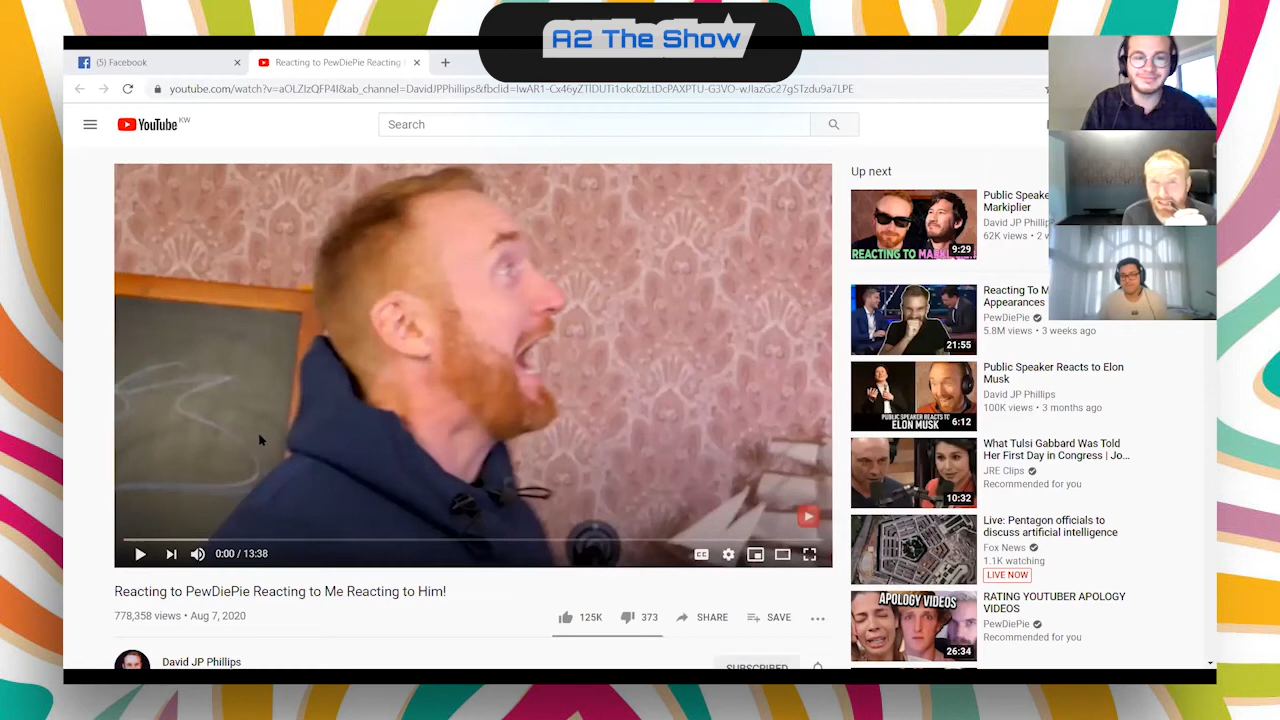 A2 The Show
(5) Facebook
Reacting to PewDiePie Reacting
youtube.com/watch?v=aOLZIzQFP4I&ab_channel=DavidJPPhillips&fbclid=
YouTube KW
Search
Up next
Public Speake
Markiplier
David JP Phillip
62K views • 2 w
9:29
REACTING TO MARK
Reacting To M
Appearances
PewDiePie
5.8M views • 3 weeks ago
21:55
Public Speaker Reacts to Elon
Musk
David JP Phillips
100K views • 3 months ago
PUBLIC SPEAKER REACTS TO
ELON MUSK
6:12
What Tulsi Gabbard Was Told
Her First Day in Congress | Jo...
JRE Clips
Recommended for you
10:32
Live: Pentagon officials to
discuss artificial intelligence
Fox News
1.1K watching
LIVE NOW
APOLOGY VIDEOS
RATING YOUTUBER APOLOGY
VIDEOS
PewDiePie
Recommended for you
26:34
0:00 / 13:38
CC
Reacting to PewDiePie Reacting to Me Reacting to Him!
778,358 views • Aug 7, 2020
125K
373
SHARE
SAVE
David JP Phillips
SUBSCRIBED